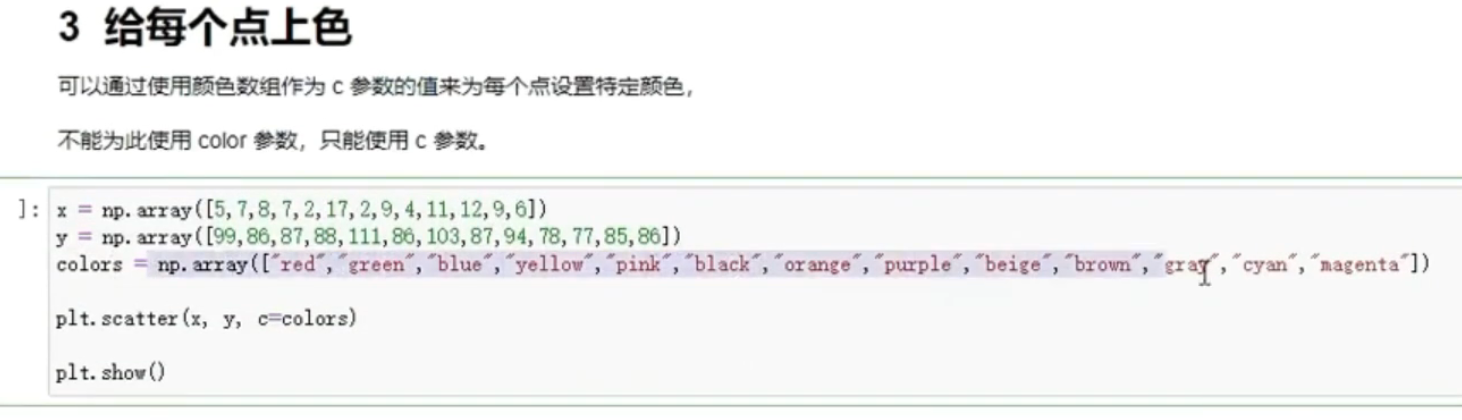 3 给每个点上色
可以通过使用颜色数组作为 c 参数的值来为每个点设置特定颜色，
不能为此使用 color 参数，只能使用 c 参数。
]: x = np.array([5,7,8,7,2,17,2,9,4,11,12,9,6])
y = np.array([99,86,87,88,111,86,103,87,94,78,77,85,86])
colors = np.array(["red","green","blue","yellow","pink","black","orange","purple","beige","brown","gray","cyan","magenta"])
plt.scatter(x, y, c=colors)
plt.show()